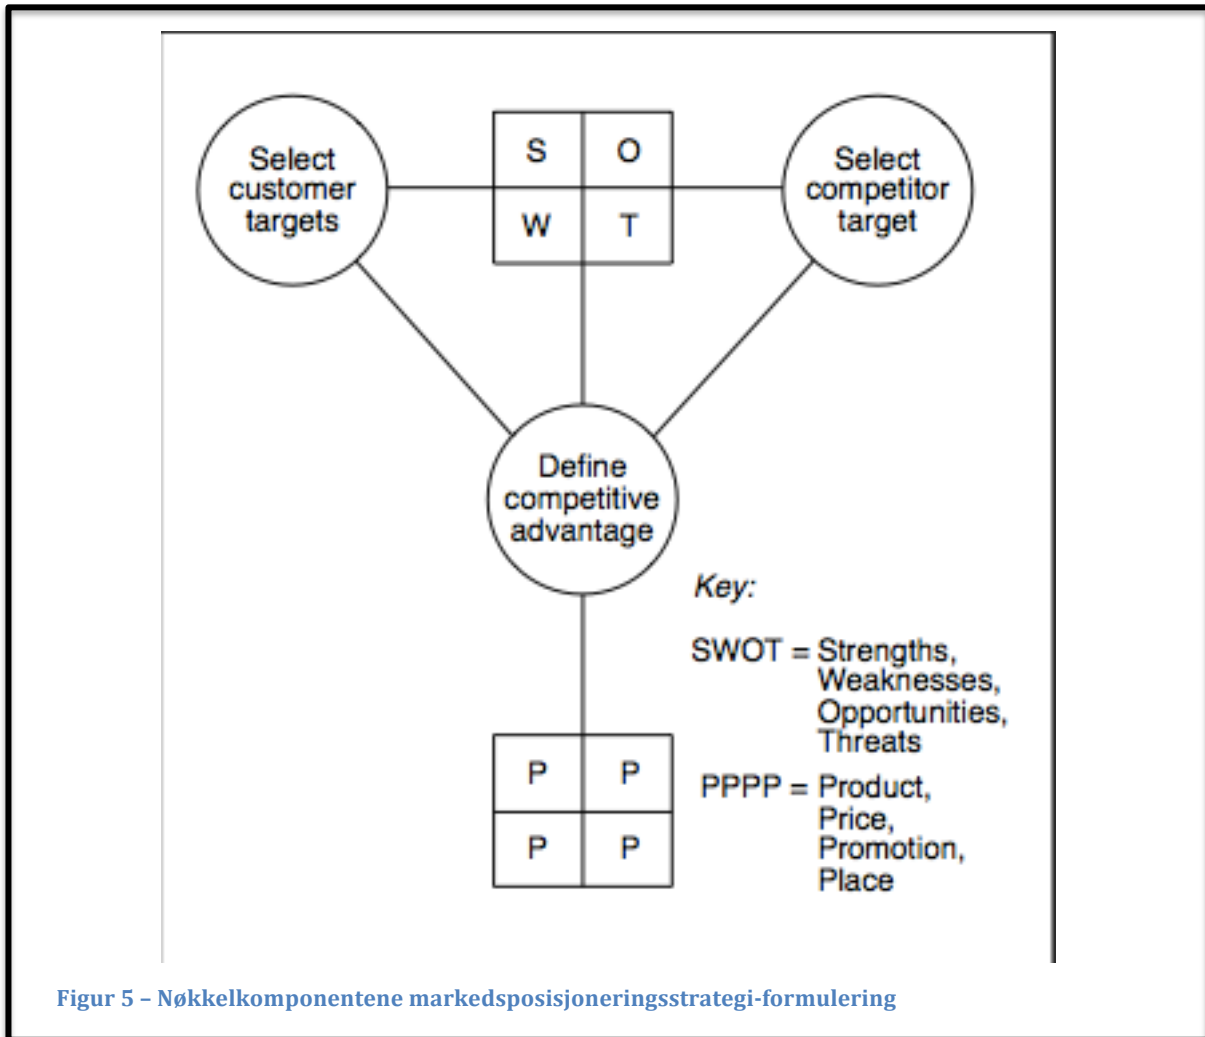 Select
customer
targets
S O
W T
Select
competitor
target
Define
competitive
advantage
Key:
SWOT = Strengths,
Weaknesses,
Opportunities,
Threats
P P
P P
PPPP = Product,
Price,
Promotion,
Place
Figur 5 – Nøkkelkomponentene markedsposisjoneringsstrategi-formulering